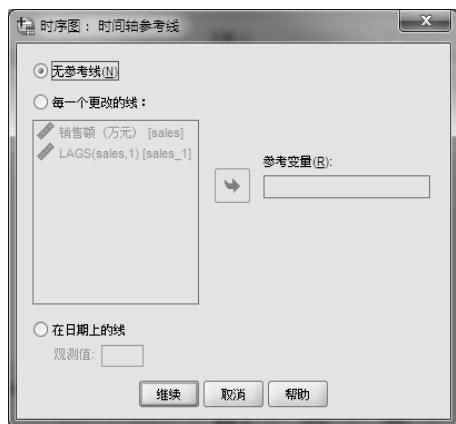 时序图：时间轴参考线
无参考线(N)
每一个更改的线：
销售额（万元） [sales]
LAGS(sales,1) [sales_1]
参考变量(R):
在日期上的线
观测值:
继续 取消 帮助